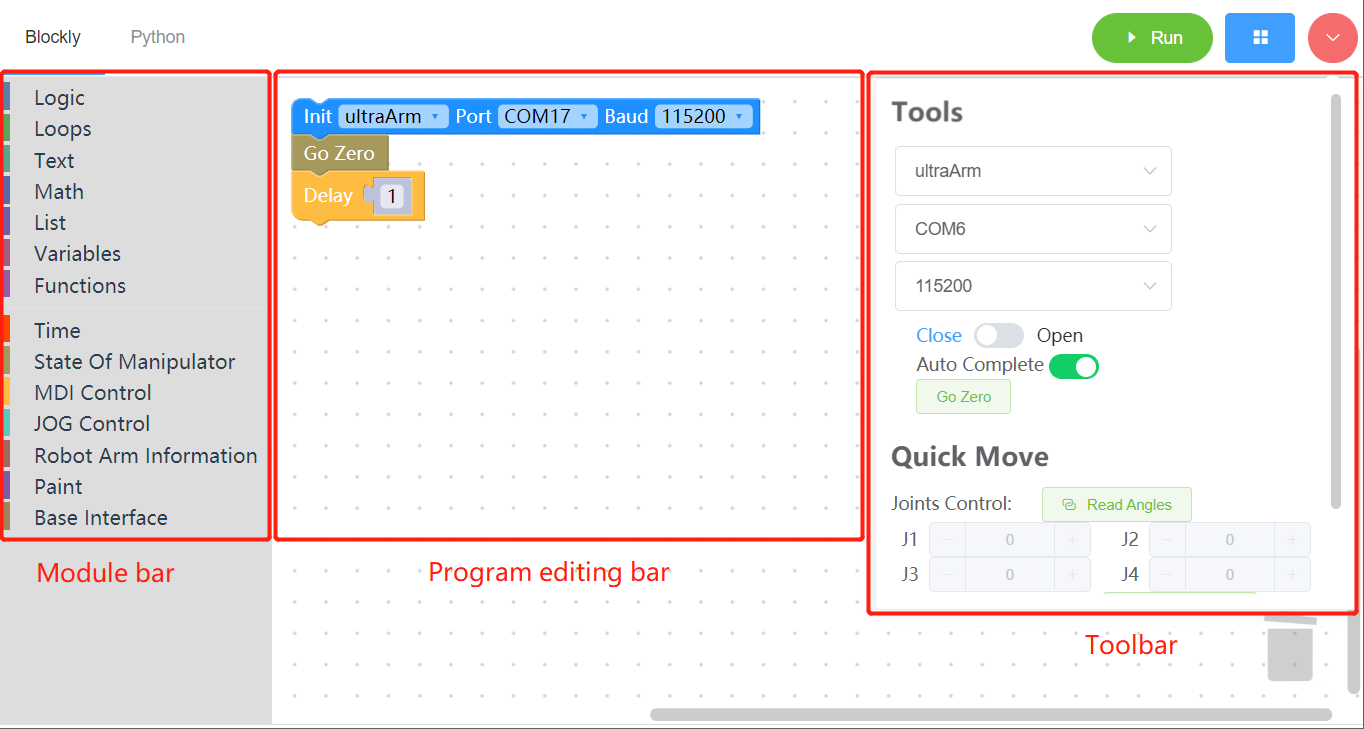 Blockly Python Run
Logic
Loops
Text
Math
List
Variables
Functions
Time
State Of Manipulator
MDI Control
JOG Control
Robot Arm Information
Paint
Base Interface
Module bar
Init ultraArm Port COM17 Baud 115200
Go Zero
Delay 1
Program editing bar
Tools
ultraArm
COM6
115200
Close Open
Auto Complete
Go Zero
Quick Move
Joints Control: Read Angles
J1 − 0 + J2 − 0 +
J3 − 0 + J4 − 0 +
Toolbar